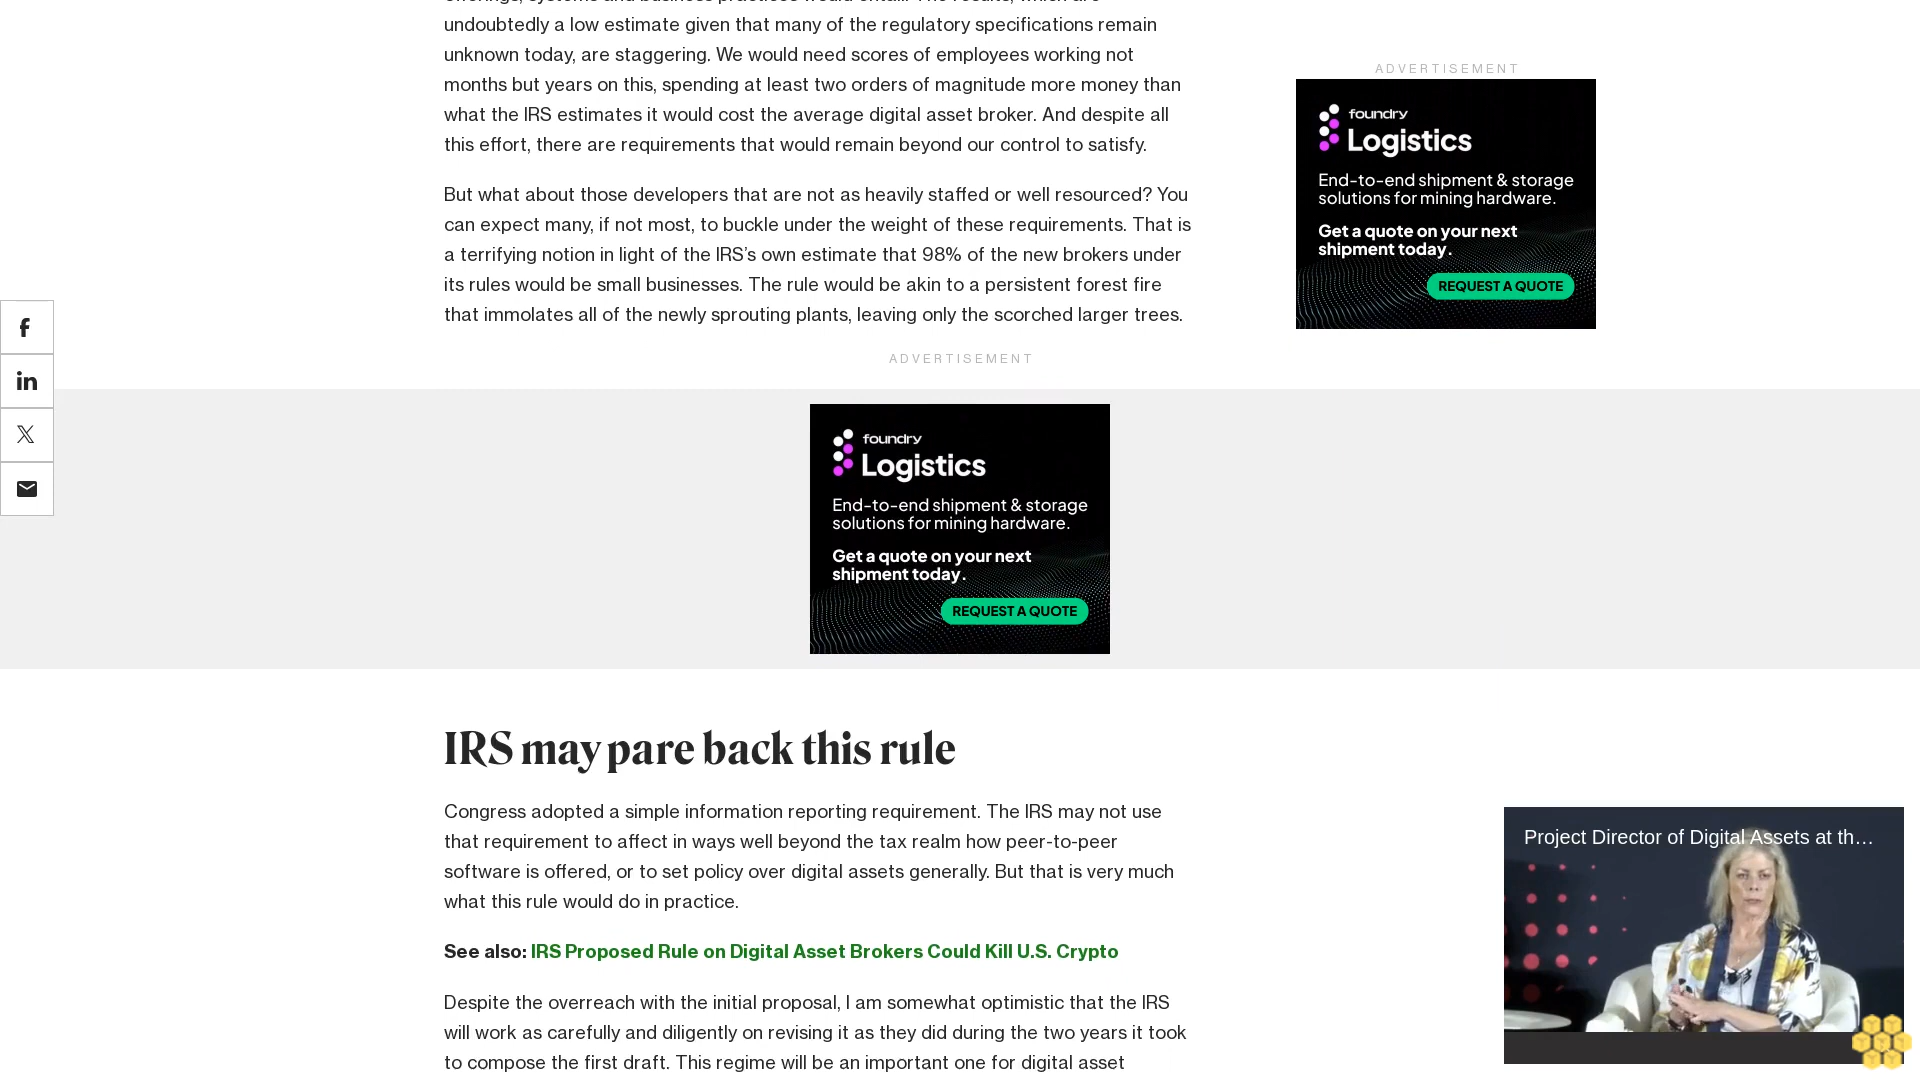 undoubtedly a low estimate given that many of the regulatory specifications remain
unknown today, are staggering. We would need scores of employees working not
months but years on this, spending at least two orders of magnitude more money than
what the IRS estimates it would cost the average digital asset broker. And despite all
this effort, there are requirements that would remain beyond our control to satisfy.
But what about those developers that are not as heavily staffed or well resourced? You
can expect many, if not most, to buckle under the weight of these requirements. That is
a terrifying notion in light of the IRS’s own estimate that 98% of the new brokers under
its rules would be small businesses. The rule would be akin to a persistent forest fire
that immolates all of the newly sprouting plants, leaving only the scorched larger trees.
ADVERTISEMENT
foundry
Logistics
End-to-end shipment & storage
solutions for mining hardware.
Get a quote on your next
shipment today.
REQUEST A QUOTE
ADVERTISEMENT
foundry
Logistics
End-to-end shipment & storage
solutions for mining hardware.
Get a quote on your next
shipment today.
REQUEST A QUOTE
IRS may pare back this rule
Congress adopted a simple information reporting requirement. The IRS may not use
that requirement to affect in ways well beyond the tax realm how peer-to-peer
software is offered, or to set policy over digital assets generally. But that is very much
what this rule would do in practice.
See also: IRS Proposed Rule on Digital Asset Brokers Could Kill U.S. Crypto
Despite the overreach with the initial proposal, I am somewhat optimistic that the IRS
will work as carefully and diligently on revising it as they did during the two years it took
to compose the first draft. This regime will be an important one for digital asset
Project Director of Digital Assets at th…